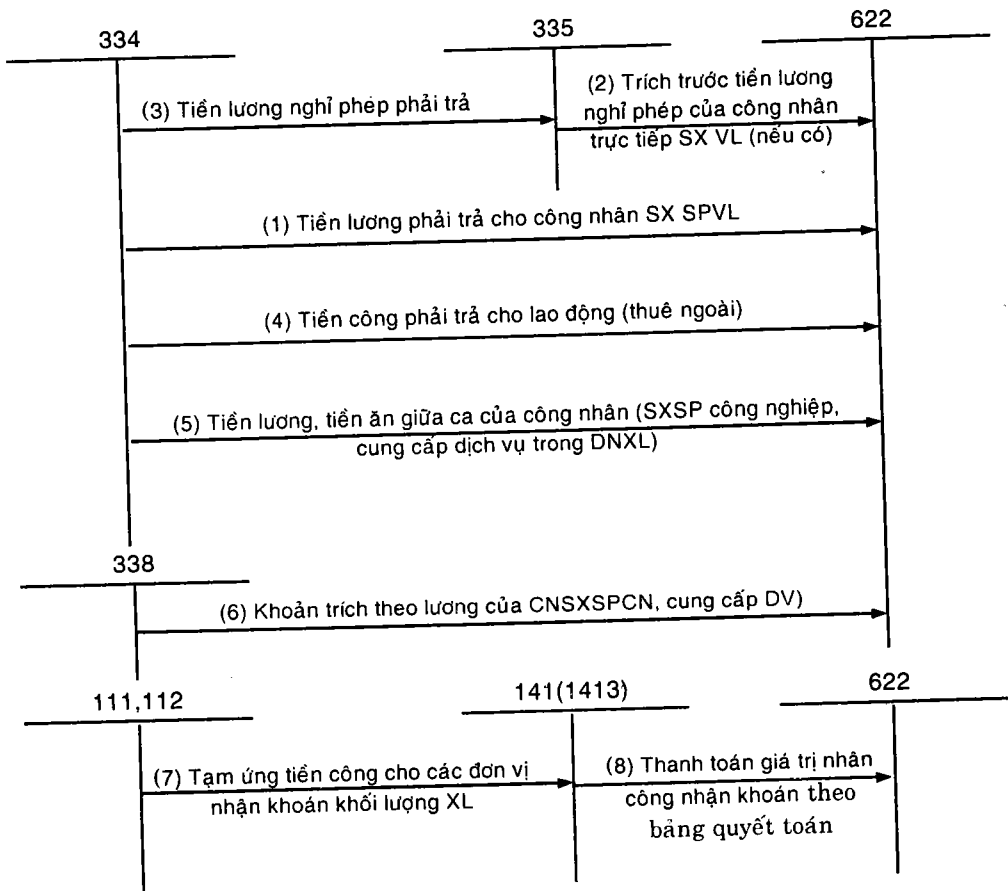 334
335
622
(3) Tiền lương nghỉ phép phải trả
(2) Trích trước tiền lương
nghỉ phép của công nhân
trực tiếp SX VL (nếu có)
(1) Tiền lương phải trả cho công nhân SX SPVL
(4) Tiền công phải trả cho lao động (thuê ngoài)
(5) Tiền lương, tiền ăn giữa ca của công nhân (SXSP công nghiệp,
cung cấp dịch vụ trong DNXL)
338
(6) Khoản trích theo lương của CNSXSPCN, cung cấp DV)
111,112
141(1413)
622
(7) Tạm ứng tiền công cho các đơn vị
nhận khoán khối lượng XL
(8) Thanh toán giá trị nhân
công nhận khoán theo
bảng quyết toán